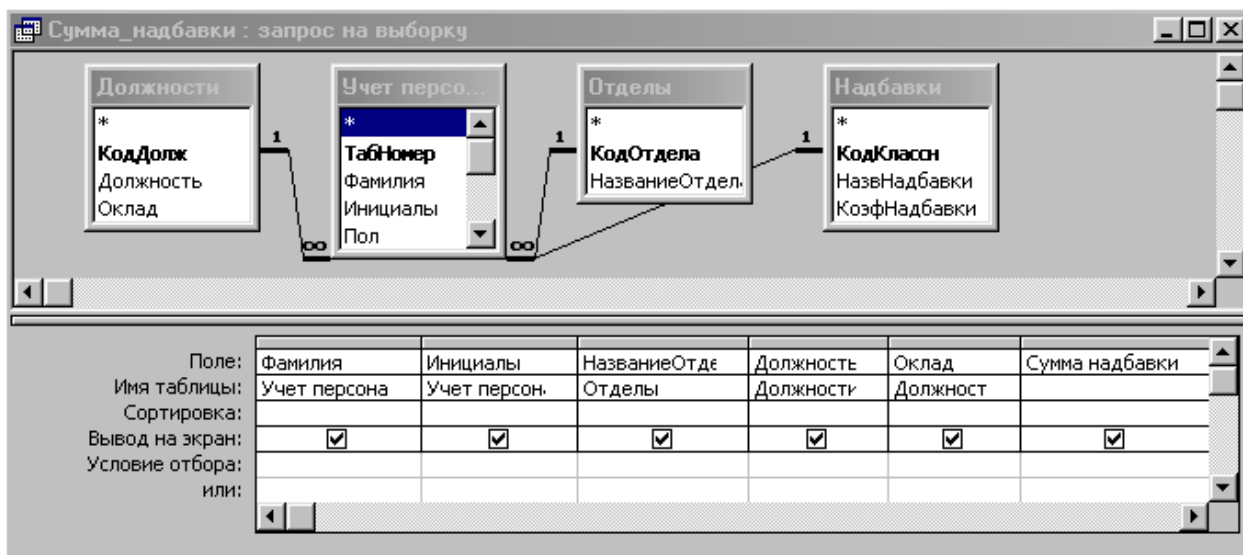 Сумма_надбавки : запрос на выборку
Должности
*
КодДолж
Должность
Оклад
Учет персо...
*
ТабНомер
Фамилия
Инициалы
Пол
Отделы
*
КодОтдела
НазваниеОтдел
Надбавки
*
КодКлассн
НазвНадбавки
КоэфНадбавки
1
∞
1
∞
1
Поле: Фамилия Инициалы НазваниеОтде Должность Оклад Сумма надбавки
Имя таблицы: Учет персона Учет персон Отделы Должности Должност
Сортировка:
Вывод на экран:
Условие отбора:
или: